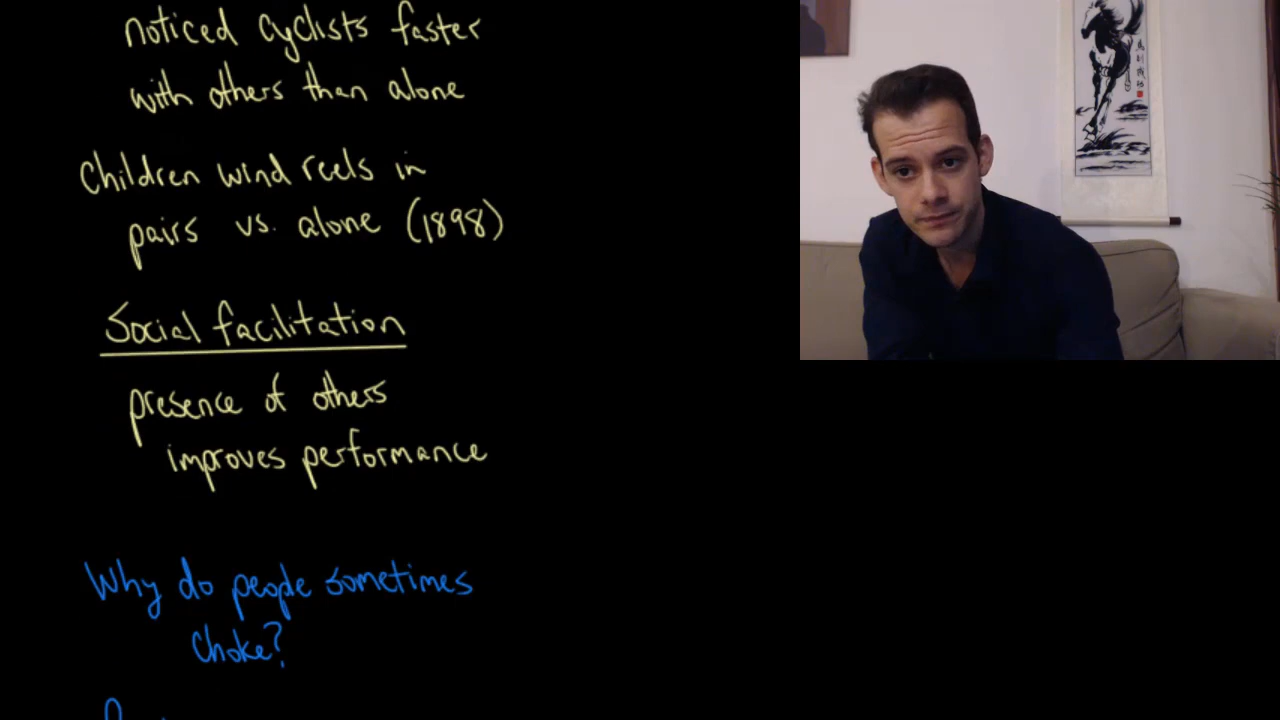 noticed cyclists faster
with others than alone
Children wind reels in
pairs vs. alone (1898)
Social facilitation
presence of others
improves performance
Why do people sometimes
choke?